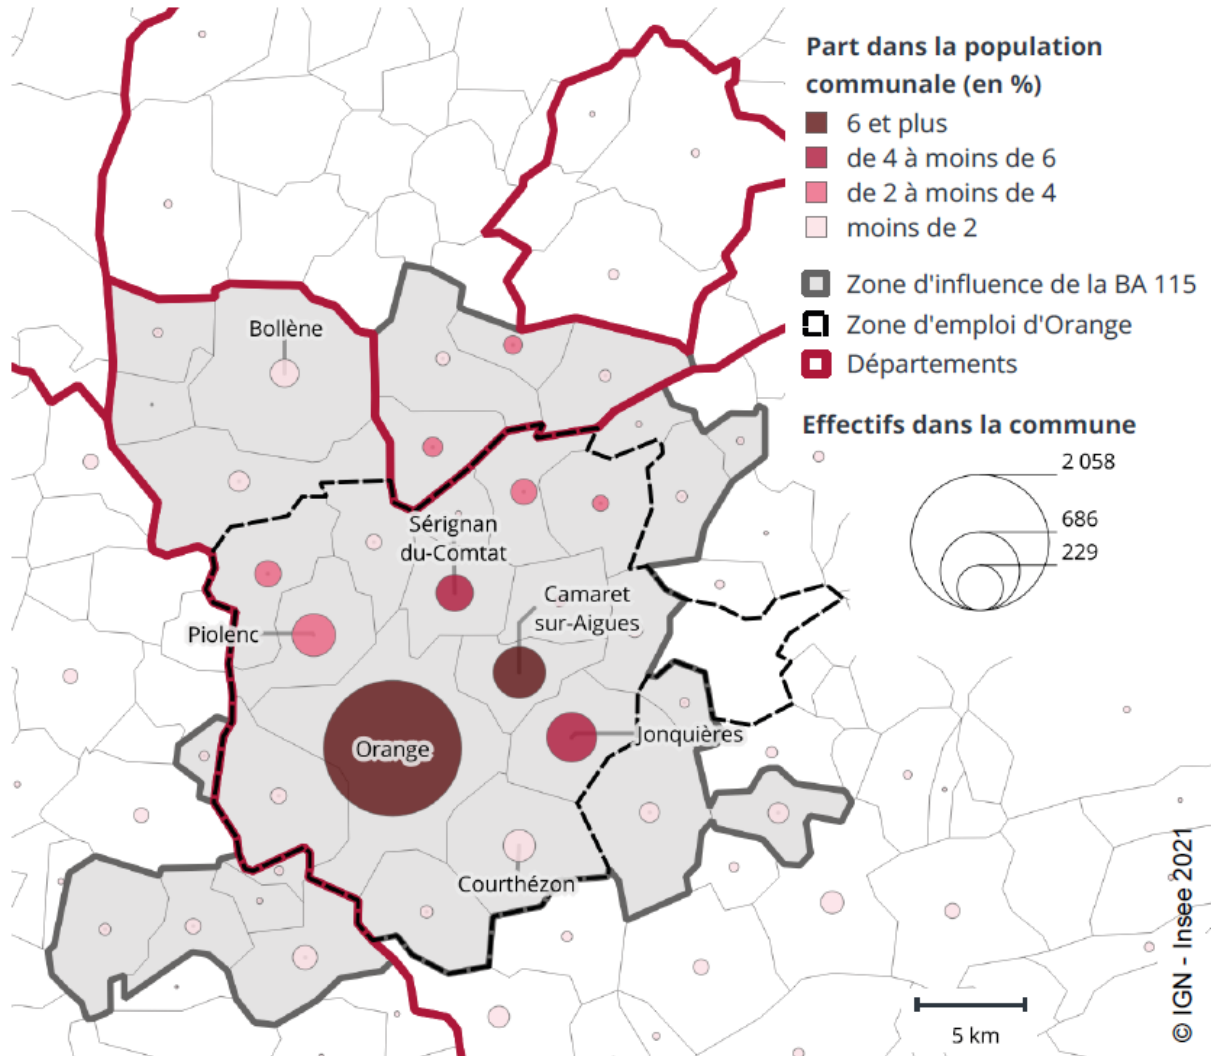 Part dans la population
communale (en %)
6 et plus
de 4 à moins de 6
de 2 à moins de 4
moins de 2
Zone d'influence de la BA 115
Zone d'emploi d'Orange
Départements
Effectifs dans la commune
2 058
686
229
Bollène
Sérignan
du-Comtat
Camaret
sur-Aigues
Piolenc
Orange
Jonquières
Courthézon
5 km
© IGN - Insee 2021